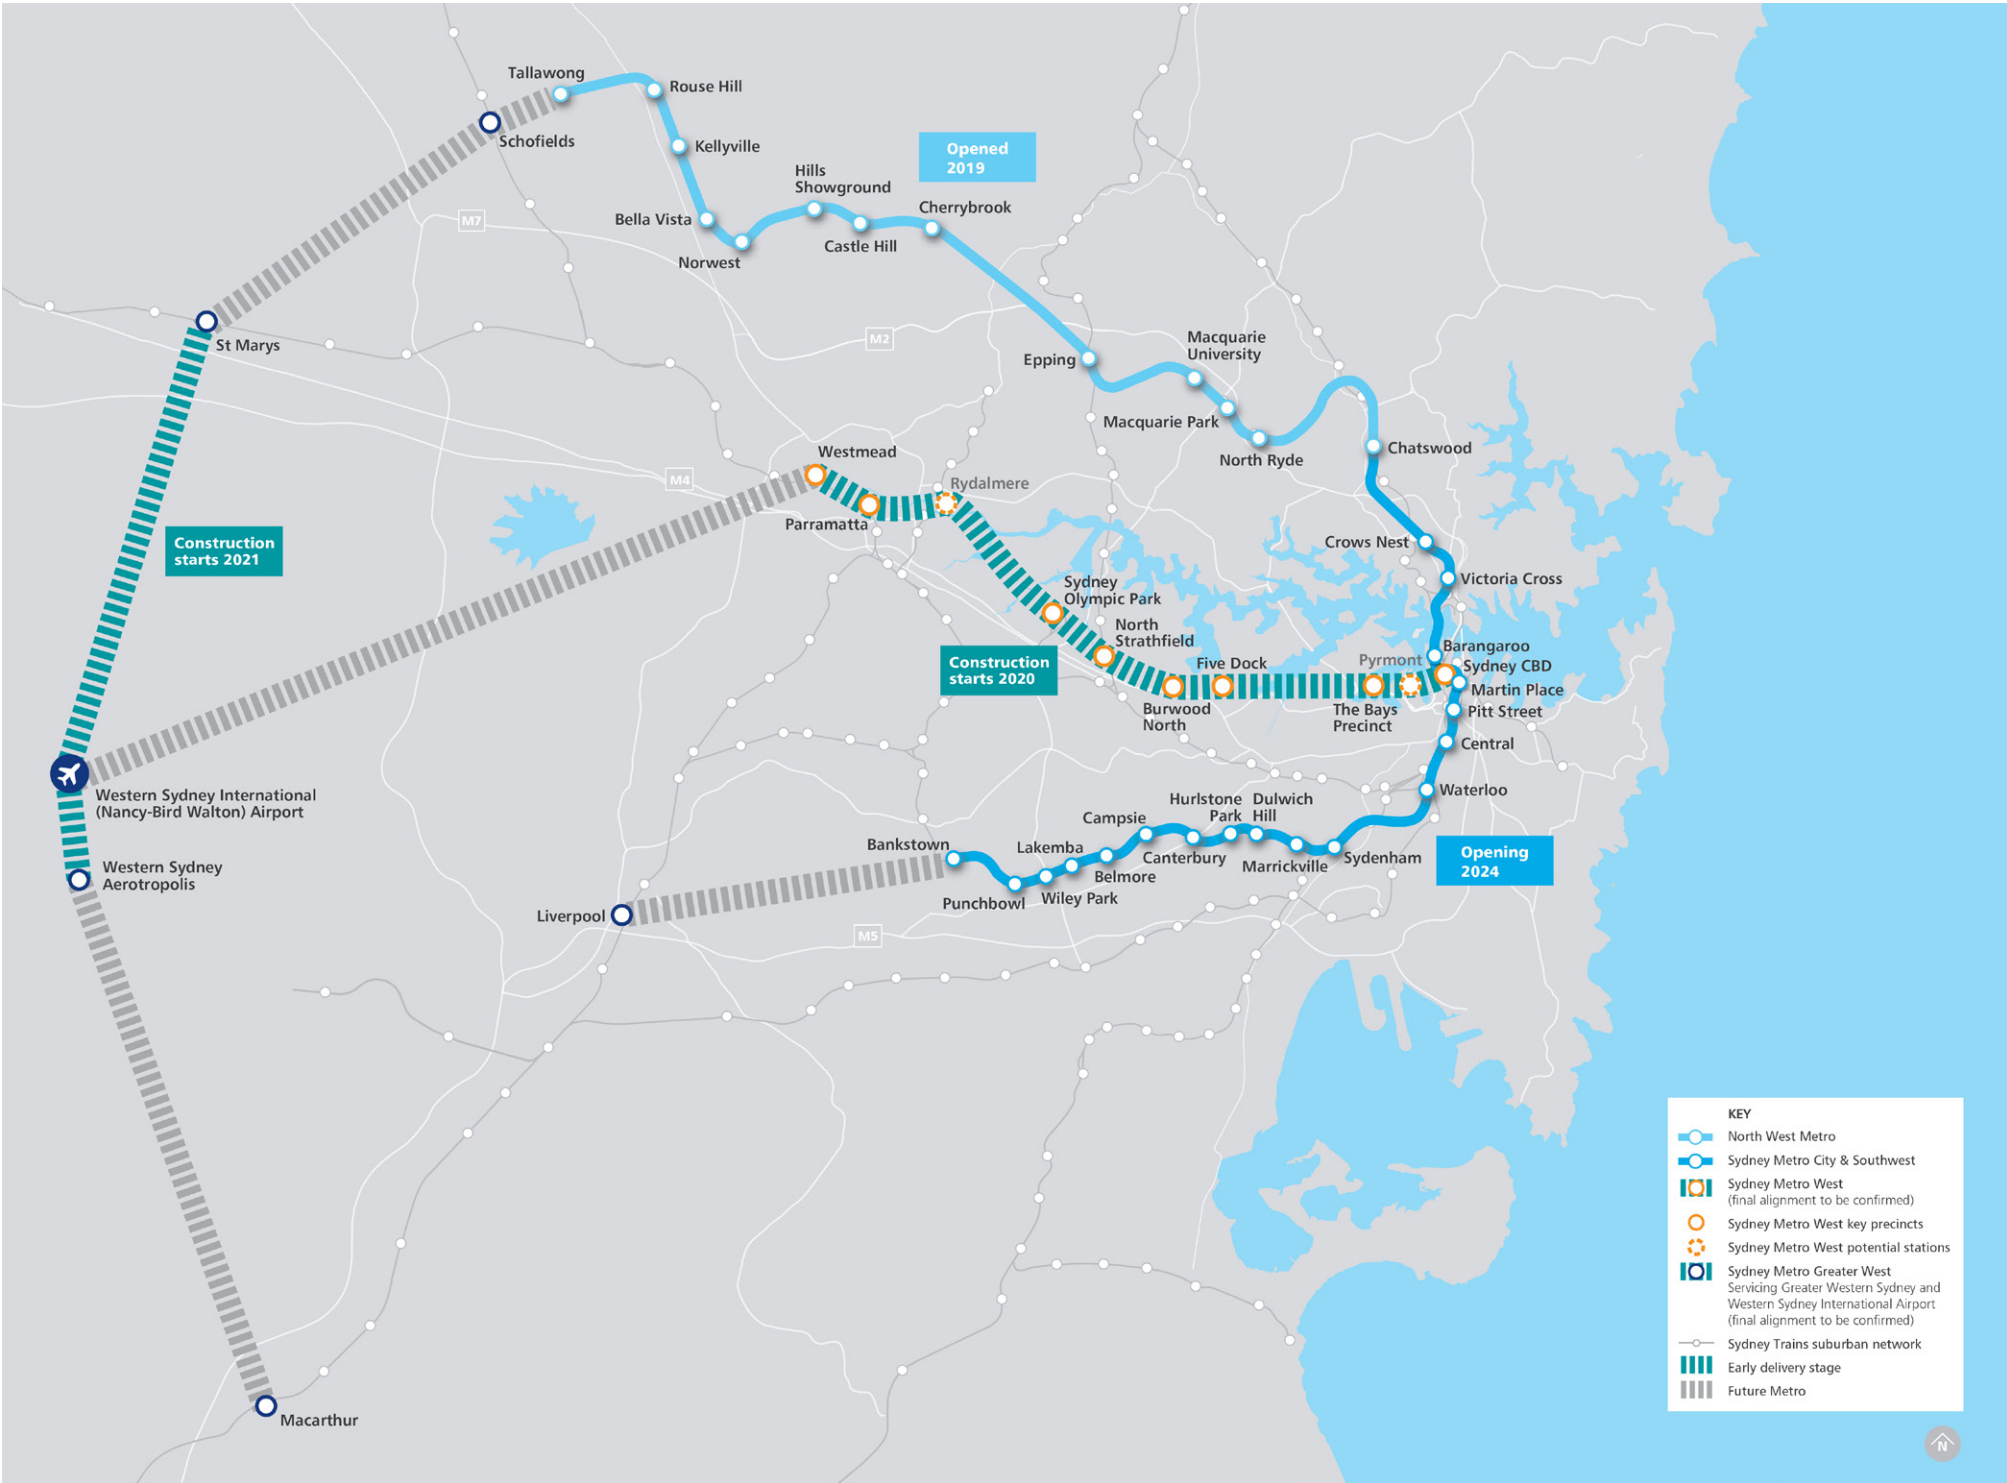 Tallawong
Rouse Hill
Schofields
Kellyville
Opened
2019
Hills
Showground
Cherrybrook
M7
Bella Vista
Castle Hill
Norwest
St Marys
M2
Macquarie
University
Epping
Macquarie Park
North Ryde
Chatswood
Westmead
M4
Rydalmere
Parramatta
Construction
starts 2021
Crows Nest
Victoria Cross
Sydney
Olympic Park
North
Strathfield
Construction
starts 2020
Five Dock
Pyrmont
Barangaroo
Sydney CBD
Martin Place
Burwood
North
The Bays
Precinct
Pitt Street
Central
Western Sydney International
(Nancy-Bird Walton) Airport
Waterloo
Hurlstone
Park
Dulwich
Hill
Campsie
Bankstown
Lakemba
Canterbury
Marrickville
Sydenham
Opening
2024
Western Sydney
Aerotropolis
Belmore
Wiley Park
Punchbowl
Liverpool
M5
Macarthur
KEY
North West Metro
Sydney Metro City & Southwest
Sydney Metro West
(final alignment to be confirmed)
Sydney Metro West key precincts
Sydney Metro West potential stations
Sydney Metro Greater West
Servicing Greater Western Sydney and
Western Sydney International Airport
(final alignment to be confirmed)
Sydney Trains suburban network
Early delivery stage
Future Metro
N